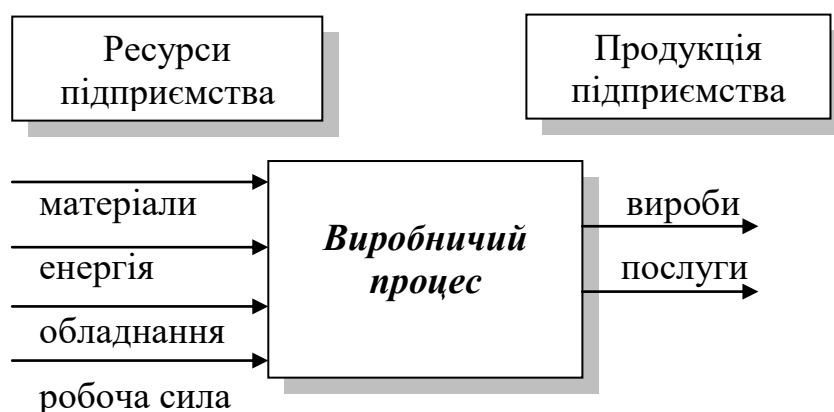 Ресурси
підприємства
Продукція
підприємства
матеріали
енергія
обладнання
робоча сила
Виробничий
процес
вироби
послуги